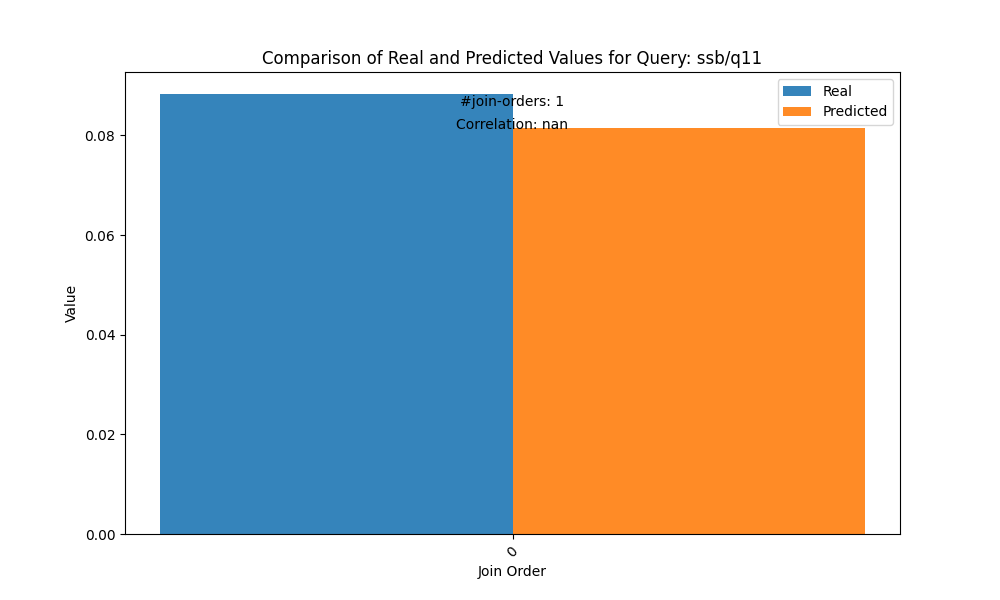 Comparison of Real and Predicted Values for Query: ssb/q11
#join-orders: 1
Correlation: nan
Real
Predicted
0.08
0.06
0.04
0.02
0.00
Value
0
Join Order